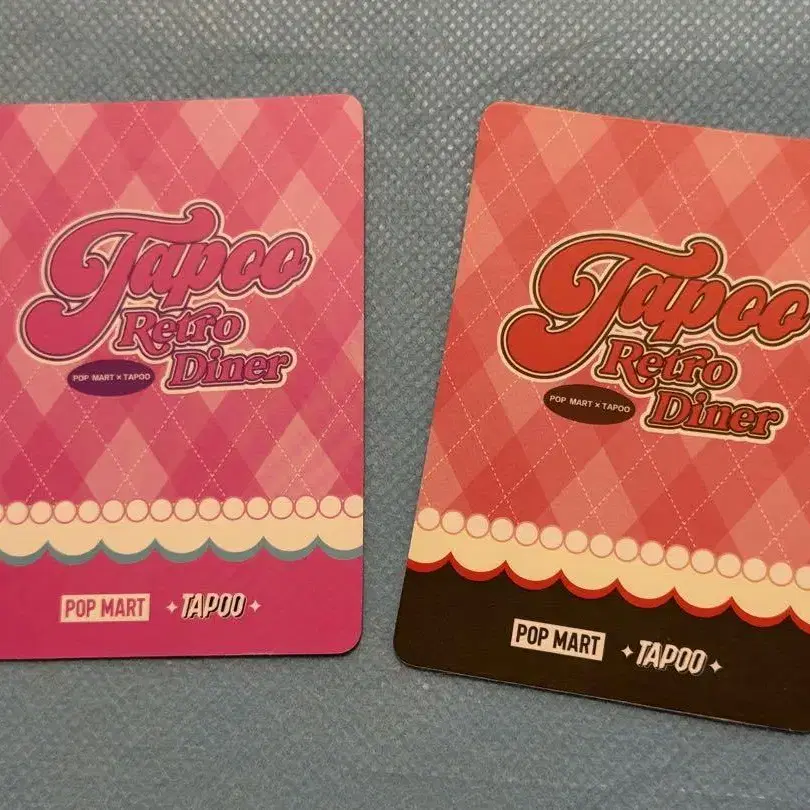 Tapoo
Retro
Diner
POP MART × TAPOO
POP MART
TAPOO
Tapoo
Retro
Diner
POP MART × TAPOO
POP MART
TAPOO